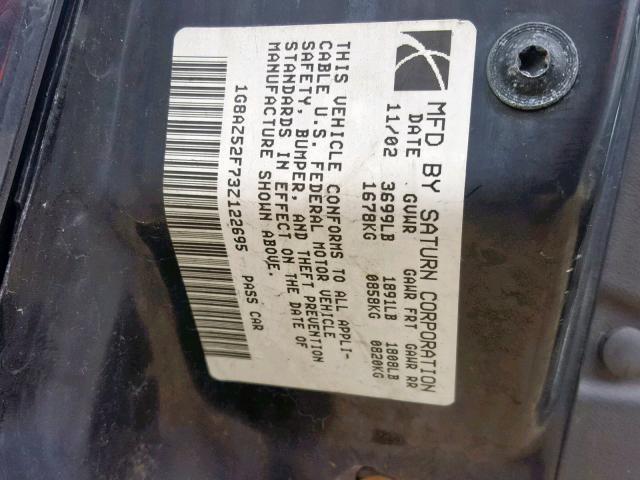 MFD BY SATURN CORPORATION
DATE GVWR GAWR FRT GAWR RR
11/02 3699LB 1891LB 1808LB
1678KG 0858KG 0820KG
THIS VEHICLE CONFORMS TO ALL APPLI-
CABLE U.S. FEDERAL MOTOR VEHICLE
SAFETY, BUMPER, AND THEFT PREVENTION
STANDARDS IN EFFECT ON THE DATE OF
MANUFACTURE SHOWN ABOVE.
1G8AZ52F73Z122695 PASS CAR